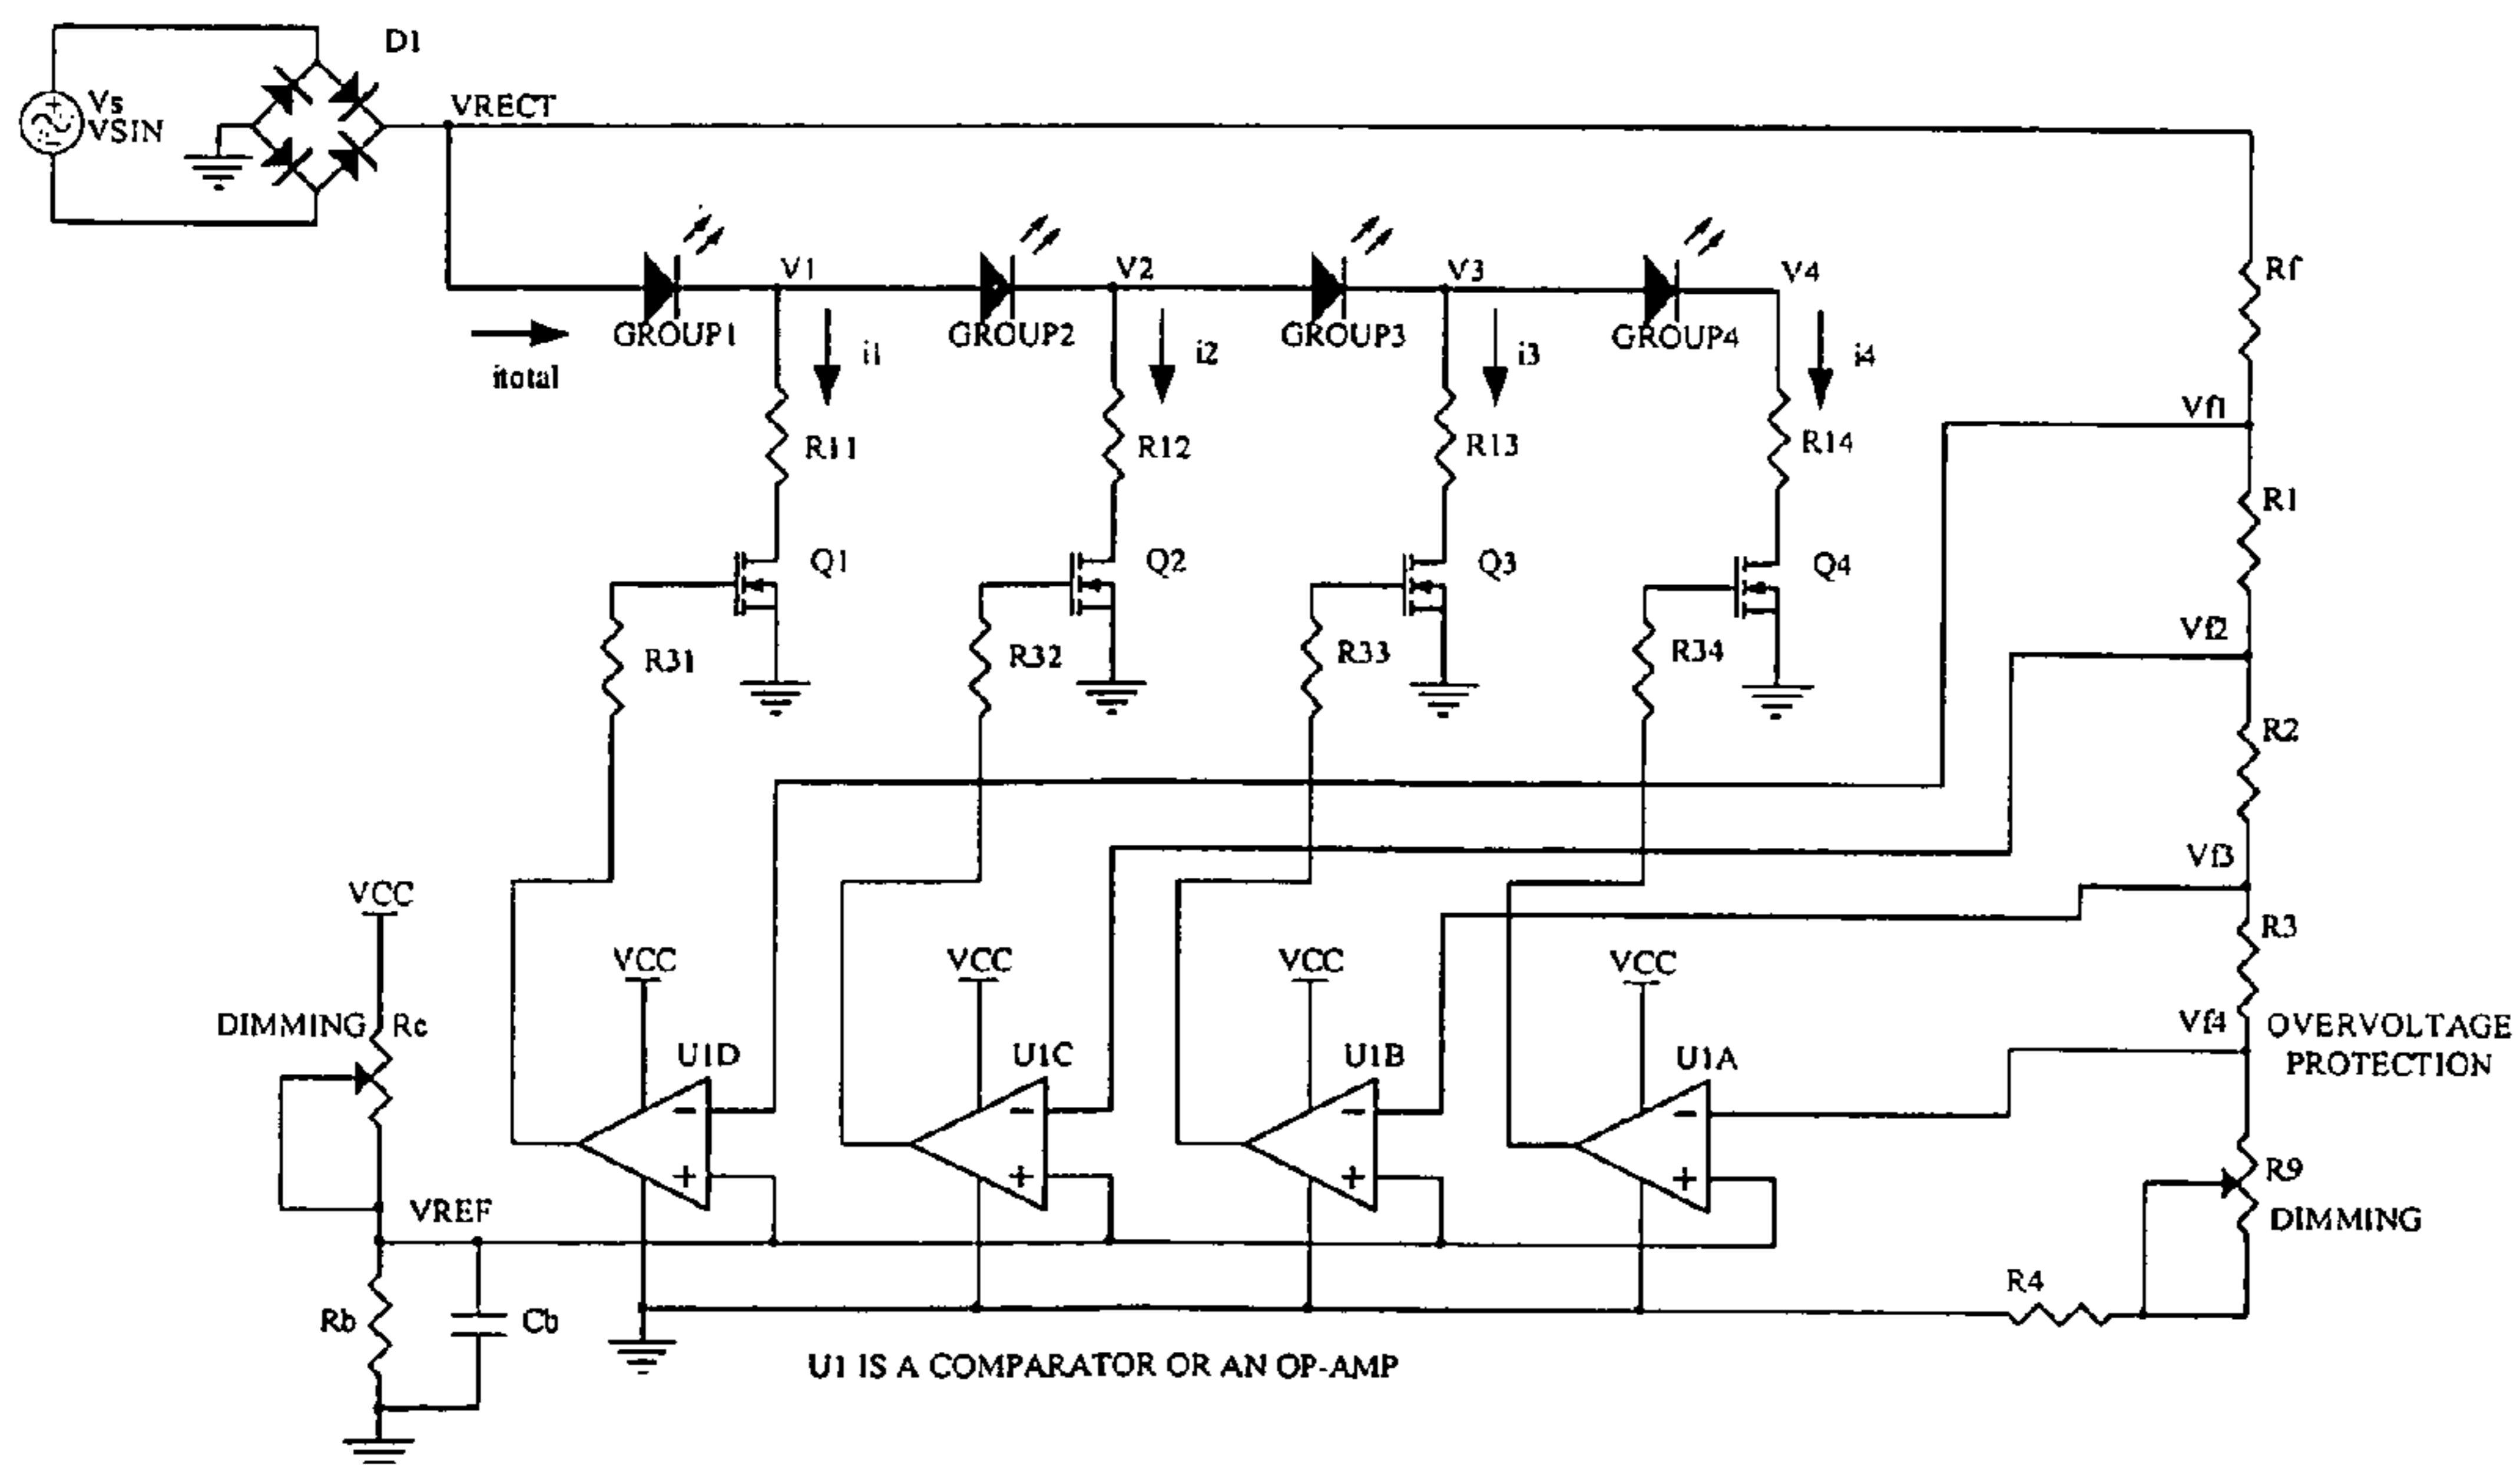 D1
Vs
VSIN
VRECT
V1
V2
V3
V4
Rf
GROUP1
GROUP2
GROUP3
GROUP4
itotal
i1
i2
i3
i4
Vf1
R11
R12
R13
R14
R1
Q1
Q2
Q3
Q4
Vf2
R31
R32
R33
R34
R2
Vf3
VCC
R3
VCC
VCC
VCC
VCC
DIMMING
Rc
Vf4
OVERVOLTAGE
PROTECTION
U1D
U1C
U1B
U1A
R9
DIMMING
VREF
R4
Rb
Cb
U1 IS A COMPARATOR OR AN OP-AMP